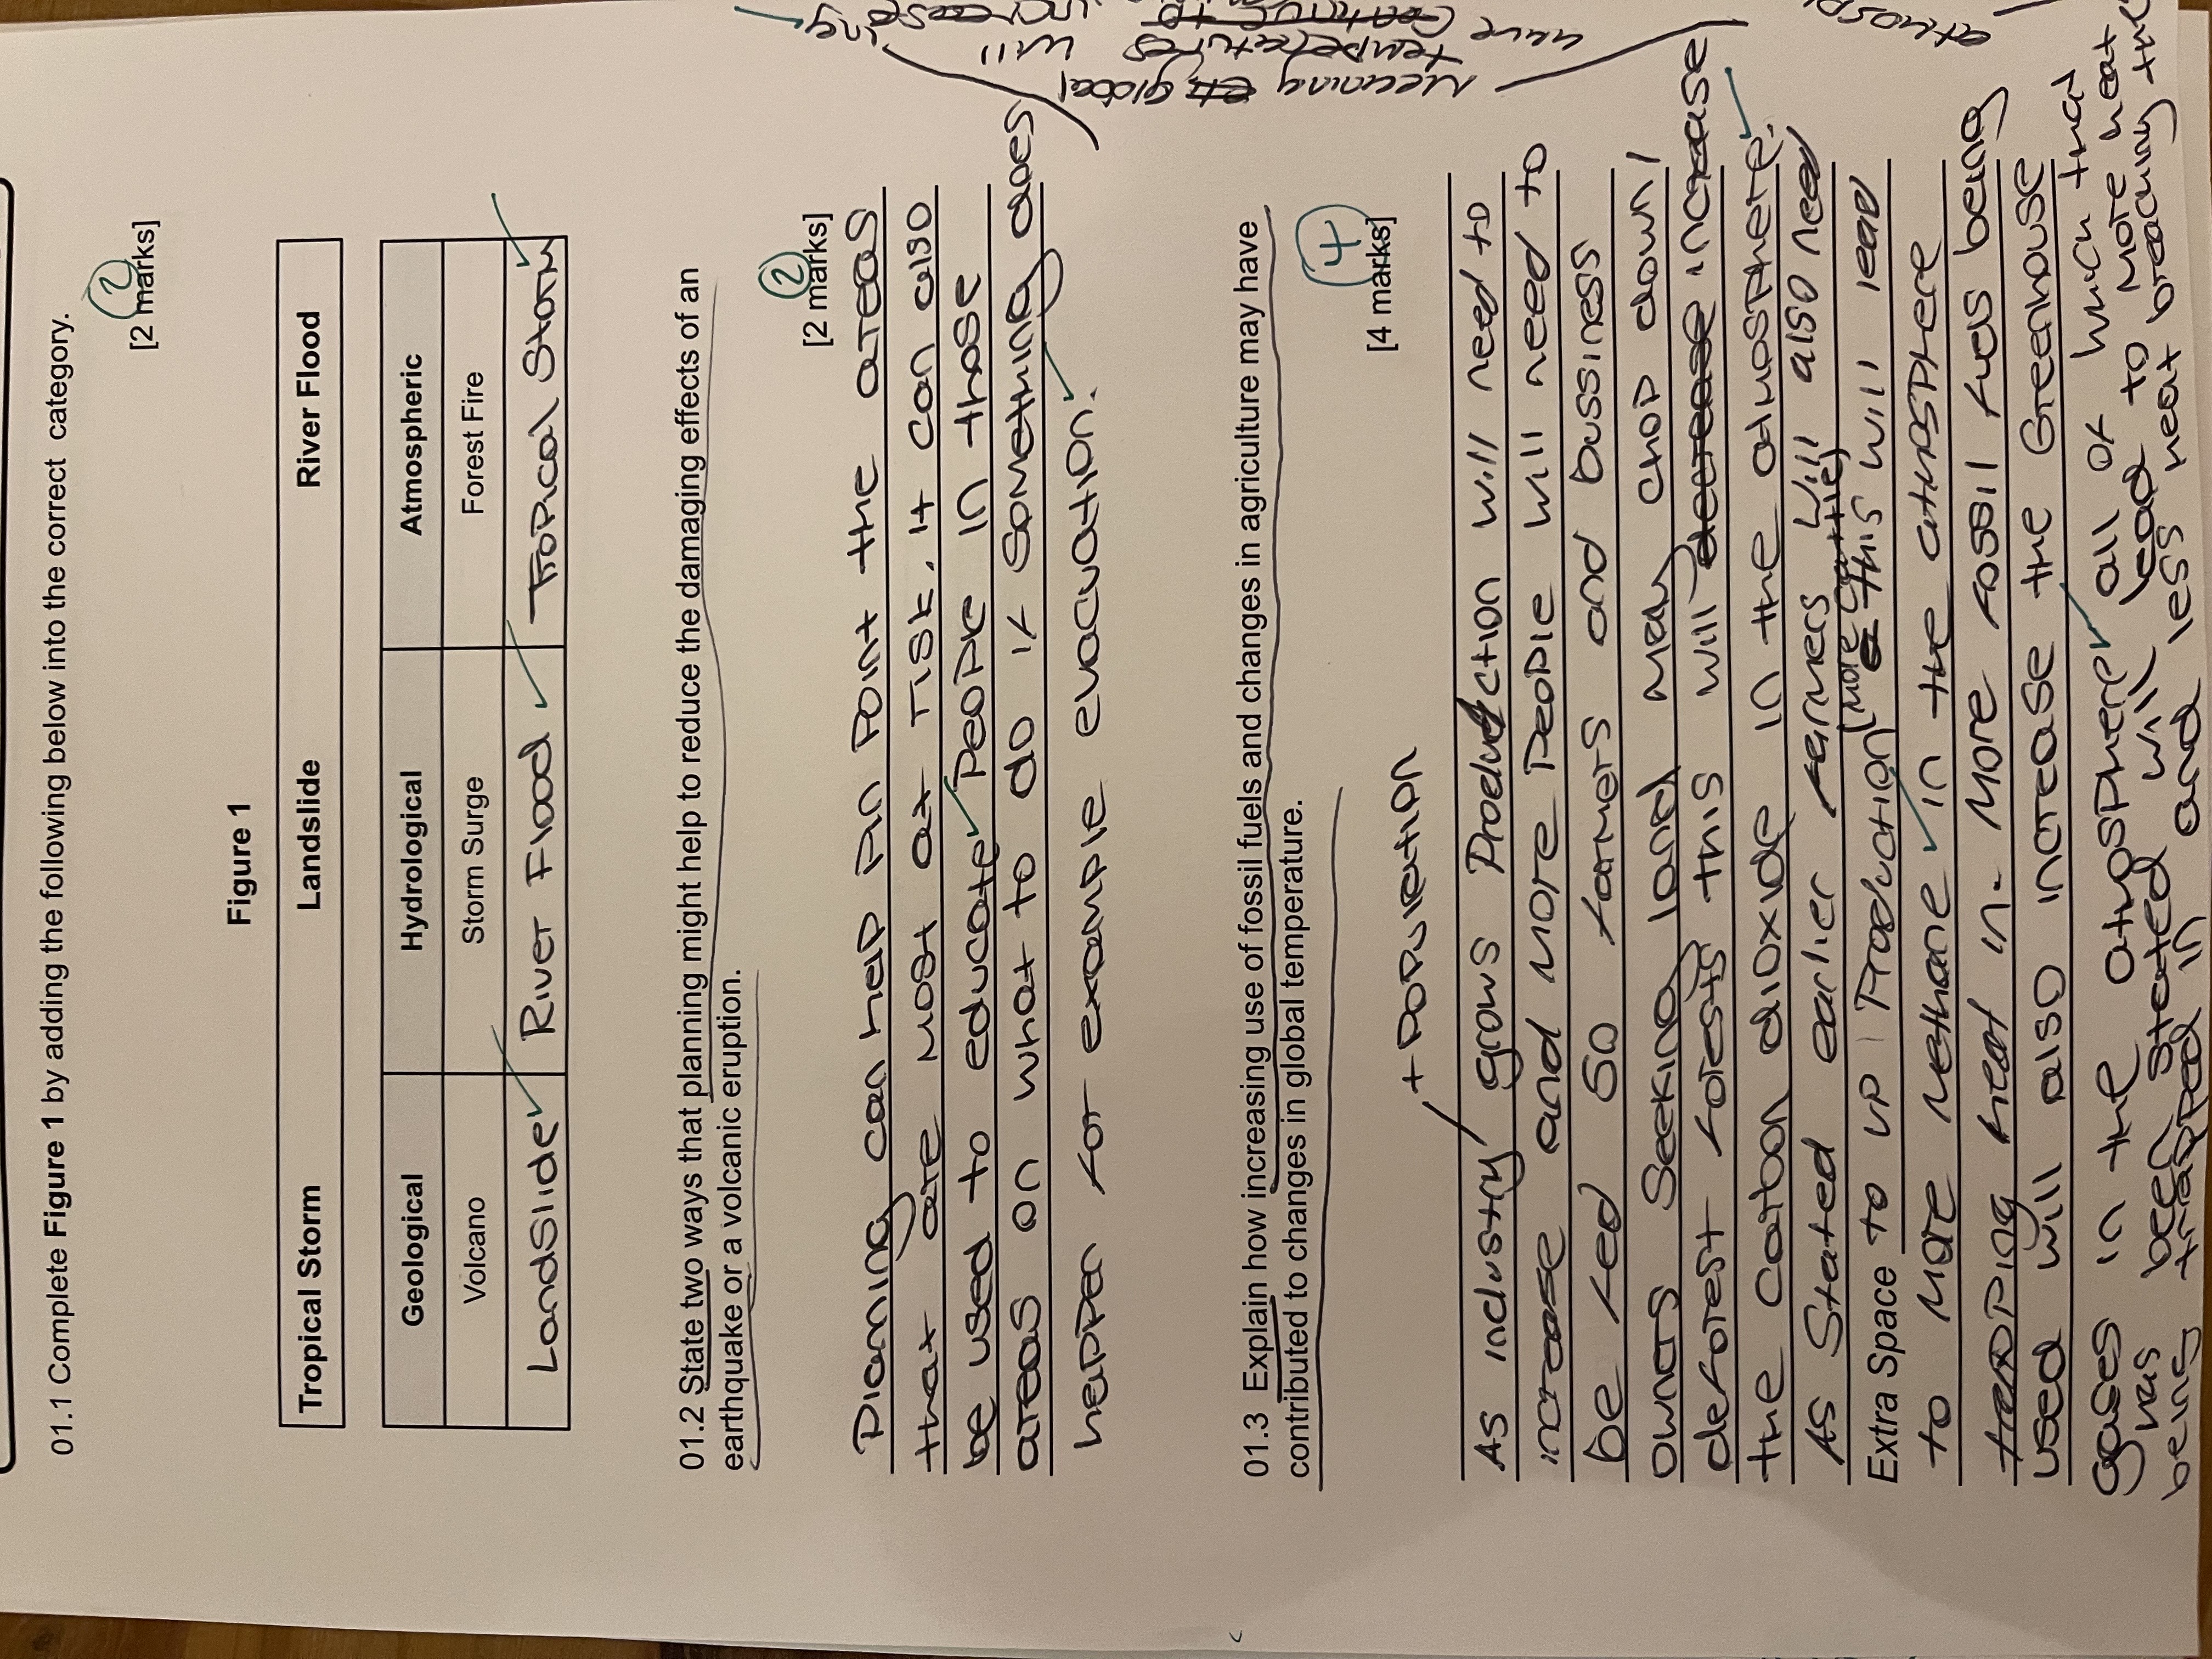 01.1 Complete Figure 1 by adding the following below into the correct category.
2
[2 marks]
Figure 1
Tropical Storm Landslide River Flood
Geological Hydrological Atmospheric
Volcano Storm Surge Forest Fire
Landslide River Flood Tropical Storm
01.2 State two ways that planning might help to reduce the damaging effects of an
earthquake or a volcanic eruption.
2
[2 marks]
Planning can help pin point the areas
that are most at risk. it can also
be used to educate people in those
areas on what to do if something does
happen for example evacuation.
01.3 Explain how increasing use of fossil fuels and changes in agriculture may have
contributed to changes in global temperature.
4
[4 marks]
+ population
As industry grows production will need to
increase and more people will need to
be fed so farmers and bussiness
owners seeking land may chop down/
deforest forests this will decrease increase
the carbon dioxide in the atmosphere.
As stated earlier farmers will also need
(more cattle)
Extra Space to up production this will lead
to more methane in the atmosphere
trapping heat in. More fossil fuels being
used will also increase the Greenhouse
gases in the atmosphere all of which that
has been stated will lead to more heat
being trapped in and less heat breaching the
atmosp
meaning global
temperatures will
have continue to increasing